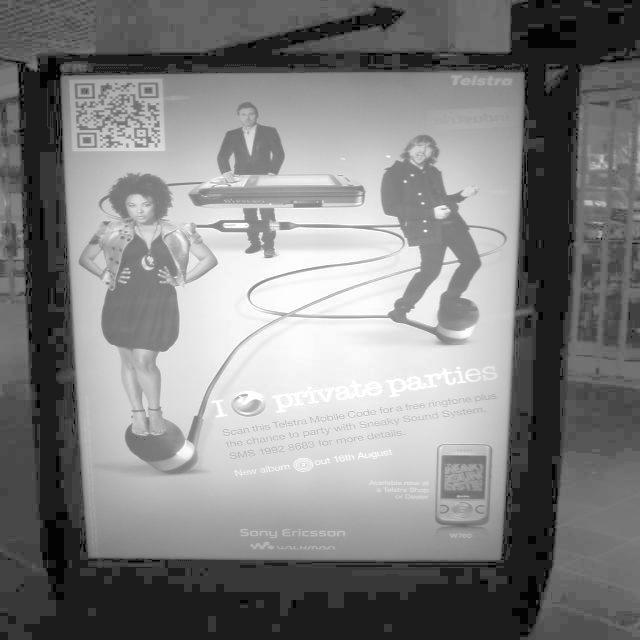 Telstra
I private parties
Scan this Telstra Mobile Code for a free ringtone plus
the chance to party with Sneaky Sound System.
SMS 1992 8683 for more details.
New album out 16th August
Available now at
a Telstra Shop
or Dealer
W760
Sony Ericsson
WALKMAN